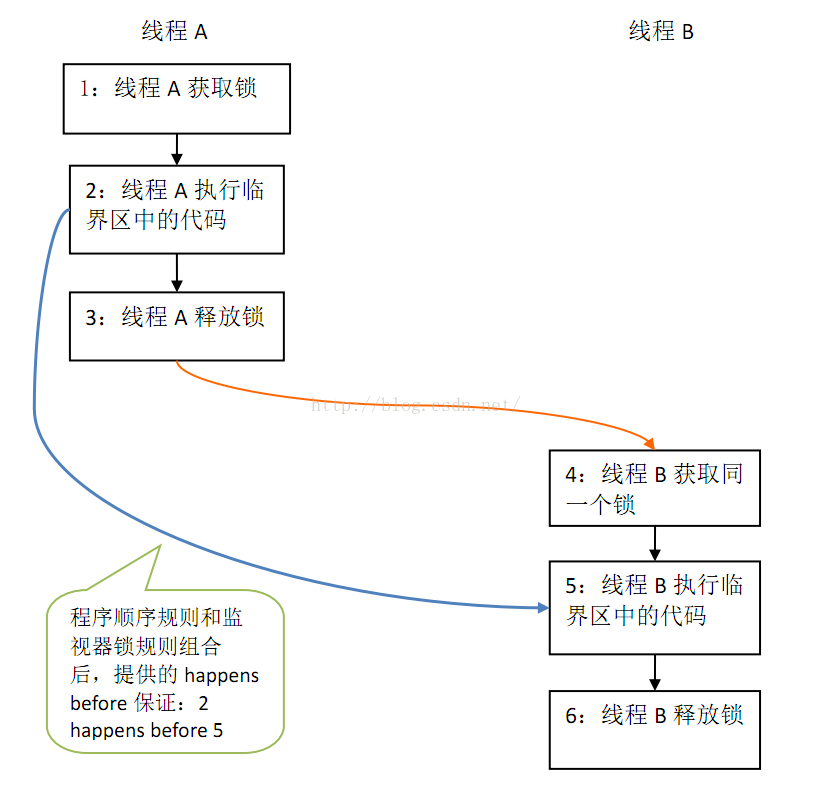 线程 A
线程 B
1：线程 A 获取锁
2：线程 A 执行临
界区中的代码
3：线程 A 释放锁
http://blog.csdn.net/
4：线程 B 获取同
一个锁
5：线程 B 执行临
界区中的代码
6：线程 B 释放锁
程序顺序规则和监
视器锁规则组合
后，提供的 happens
before 保证：2
happens before 5